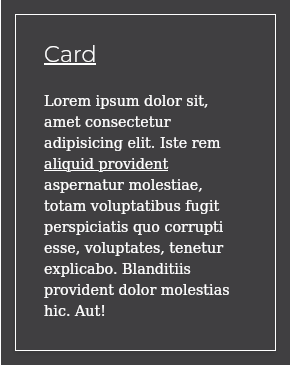 Card
Lorem ipsum dolor sit,
amet consectetur
adipisicing elit. Iste rem
aliquid provident
aspernatur molestiae,
totam voluptatibus fugit
perspiciatis quo corrupti
esse, voluptates, tenetur
explicabo. Blanditiis
provident dolor molestias
hic. Aut!